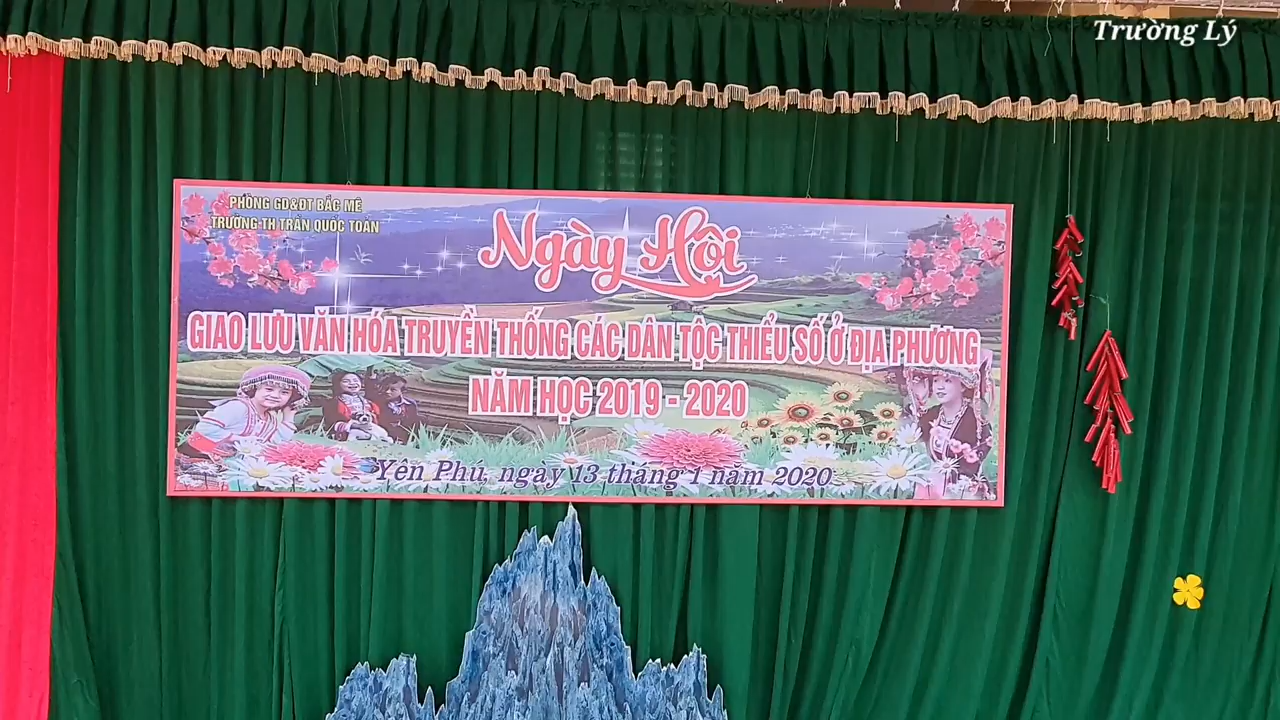 Trường Lý
PHÒNG GD&ĐT BẮC MÊ
TRƯỜNG TH TRẦN QUỐC TOẢN
Ngày Hội
GIAO LƯU VĂN HÓA TRUYỀN THỐNG CÁC DÂN TỘC THIỂU SỐ Ở ĐỊA PHƯƠNG
NĂM HỌC 2019 - 2020
Yên Phú, ngày 13 tháng 1 năm 2020